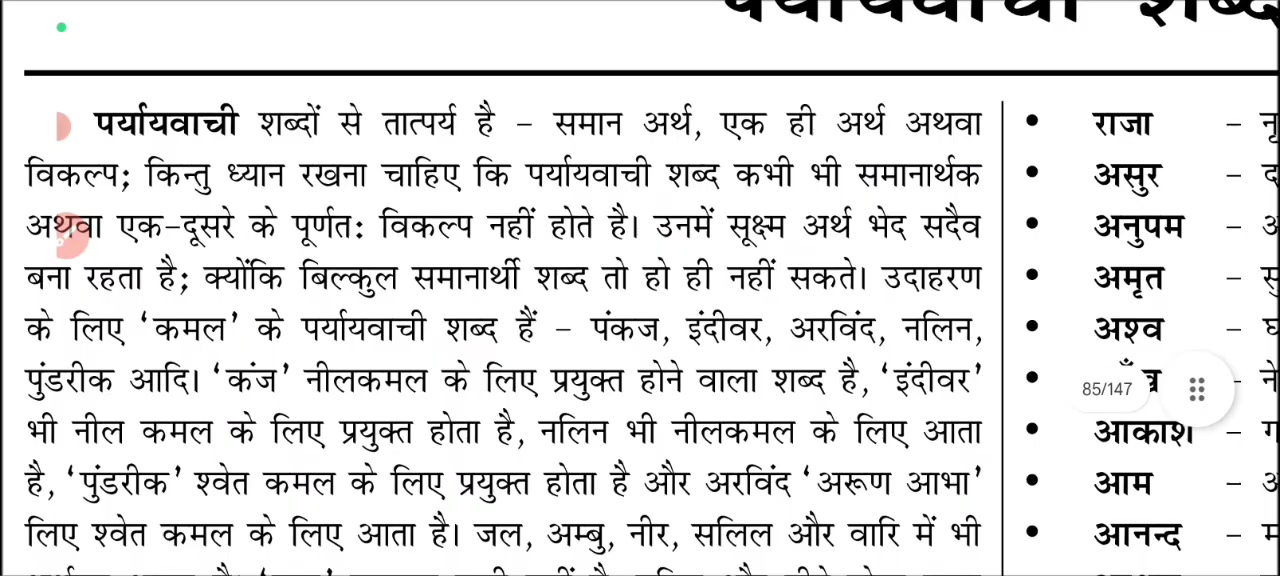 पर्यायवाची शब्द
पर्यायवाची शब्दों से तात्पर्य है – समान अर्थ, एक ही अर्थ अथवा
विकल्प; किन्तु ध्यान रखना चाहिए कि पर्यायवाची शब्द कभी भी समानार्थक
अथवा एक-दूसरे के पूर्णत: विकल्प नहीं होते है। उनमें सूक्ष्म अर्थ भेद सदैव
बना रहता है; क्योंकि बिल्कुल समानार्थी शब्द तो हो ही नहीं सकते। उदाहरण
के लिए ‘कमल’ के पर्यायवाची शब्द हैं – पंकज, इंदीवर, अरविंद, नलिन,
पुंडरीक आदि। ‘कंज’ नीलकमल के लिए प्रयुक्त होने वाला शब्द है, ‘इंदीवर’
भी नील कमल के लिए प्रयुक्त होता है, नलिन भी नीलकमल के लिए आता
है, ‘पुंडरीक’ श्वेत कमल के लिए प्रयुक्त होता है और अरविंद ‘अरूण आभा’
लिए श्वेत कमल के लिए आता है। जल, अम्बु, नीर, सलिल और वारि में भी
• राजा –
• असुर –
• अनुपम –
• अमृत –
• अश्व –
85/147
• आकाश –
• आम –
• आनन्द –